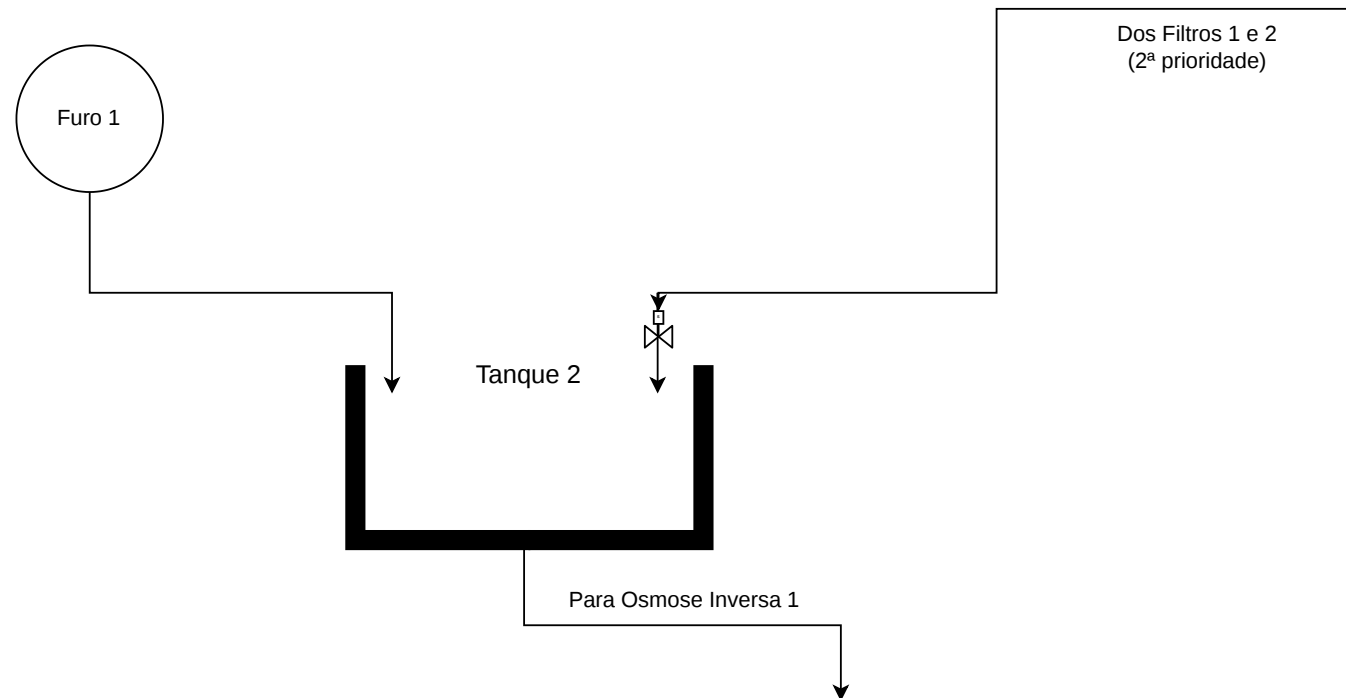 Dos Filtros 1 e 2
(2ª prioridade)
Furo 1
Tanque 2
Para Osmose Inversa 1